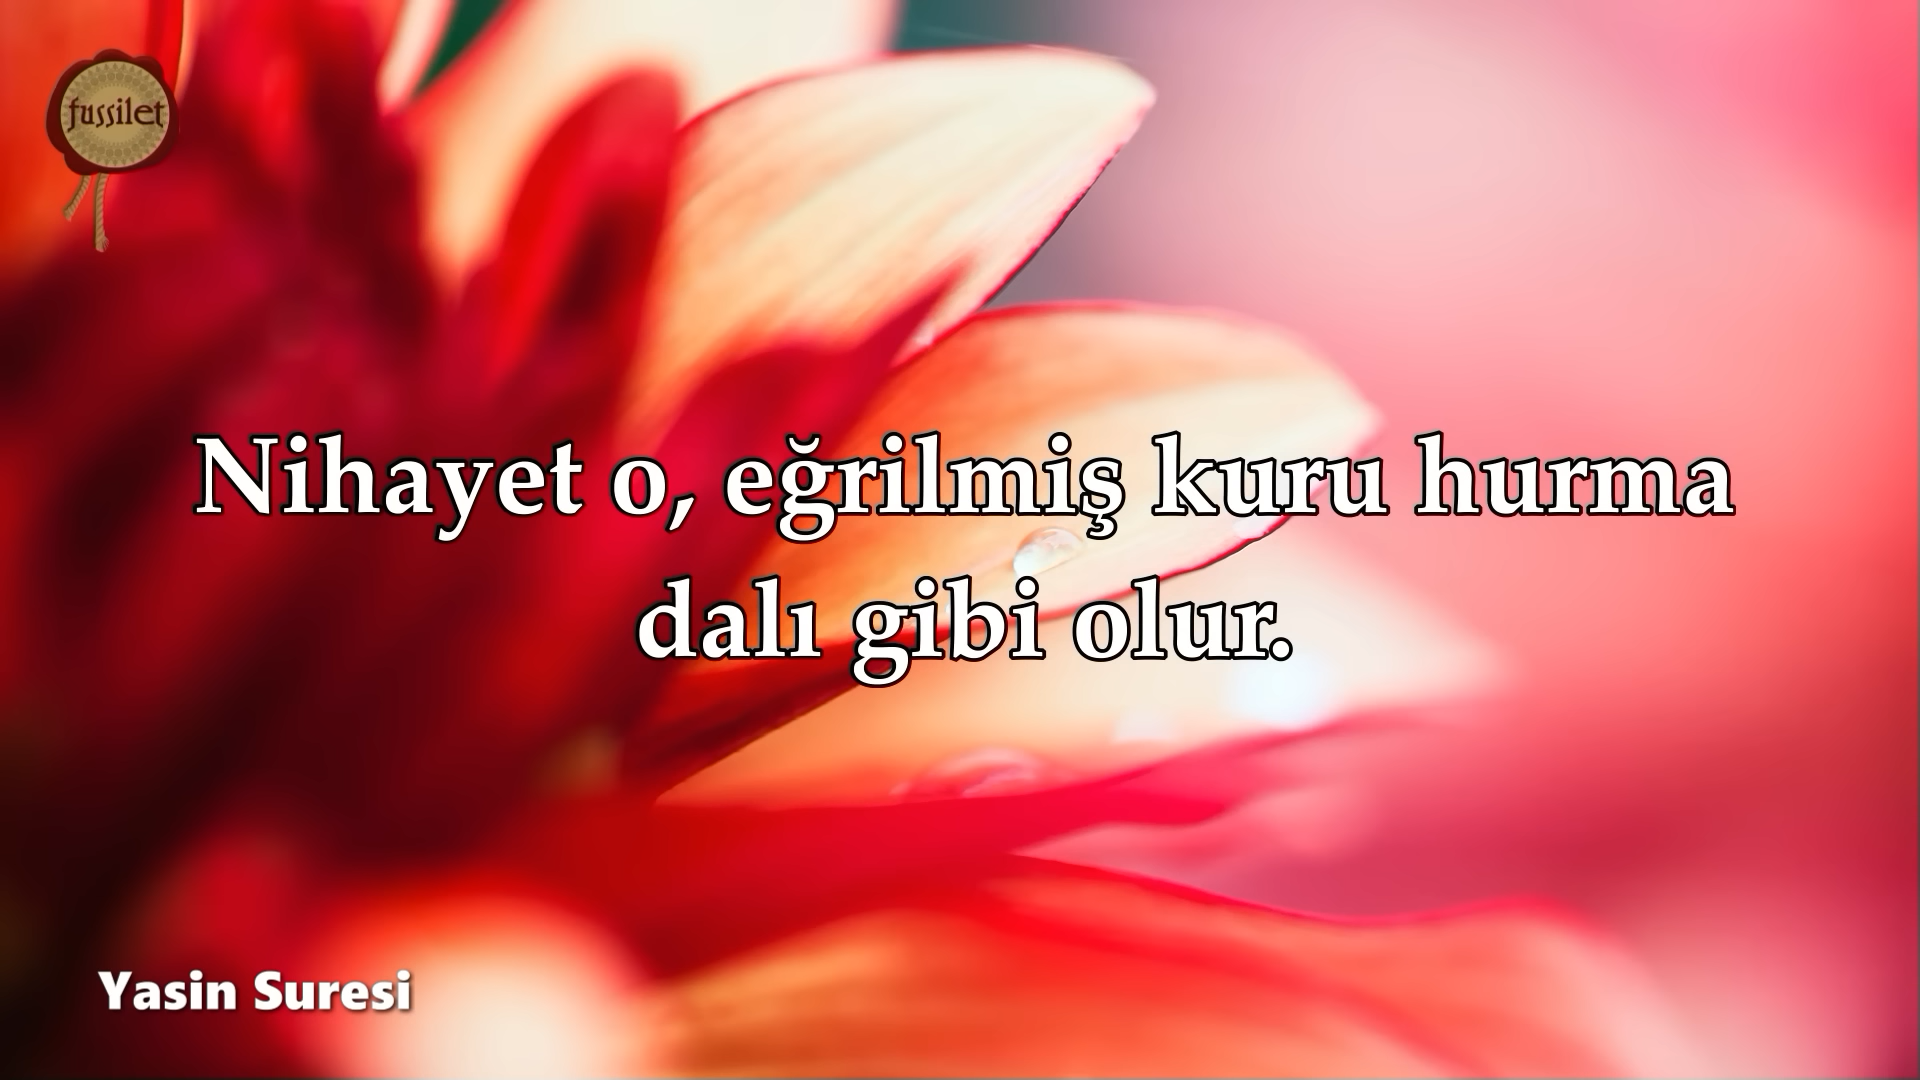 fussilet
Nihayet o, eğrilmiş kuru hurma
dalı gibi olur.
Yasin Suresi